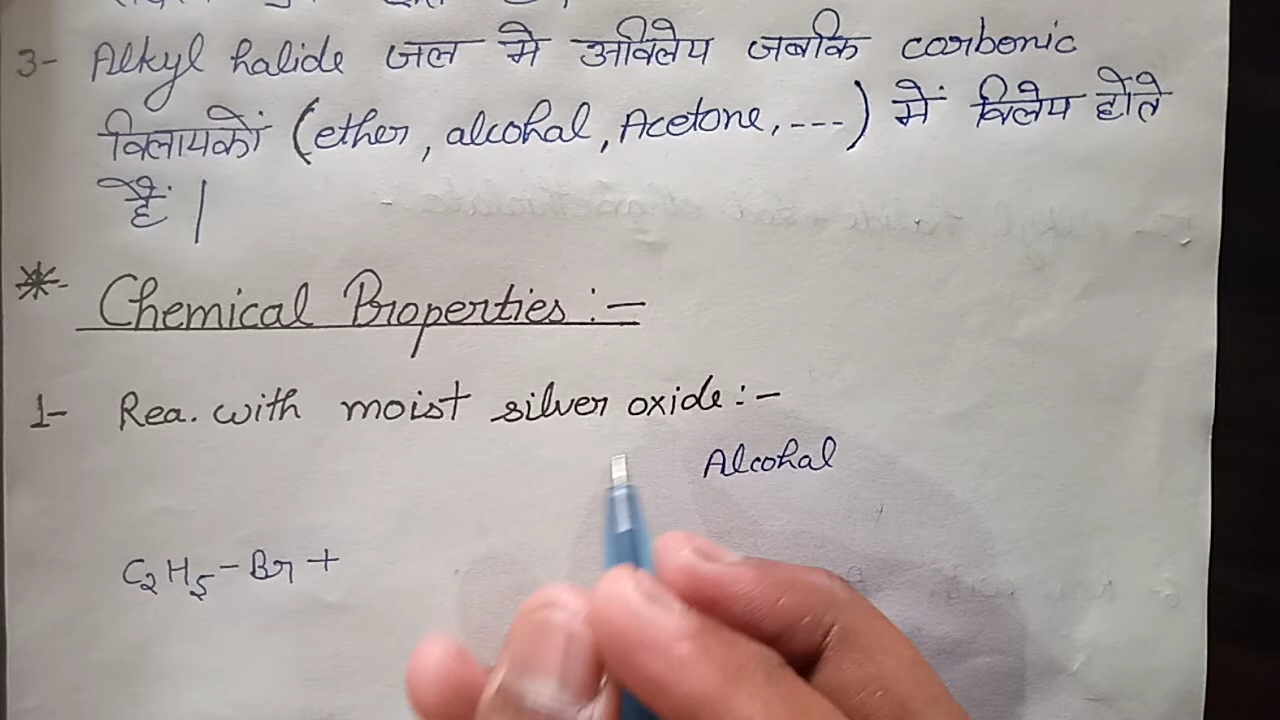 3- Alkyl halide जल मे अविलेय जबकि carbonic
विलायकों (ether, alcohal, Acetone, ---) में विलेय होते
हैं |
*- Chemical Properties :-
1- Rea. with moist silver oxide :-
Alcohal
C₂H₅-Br +